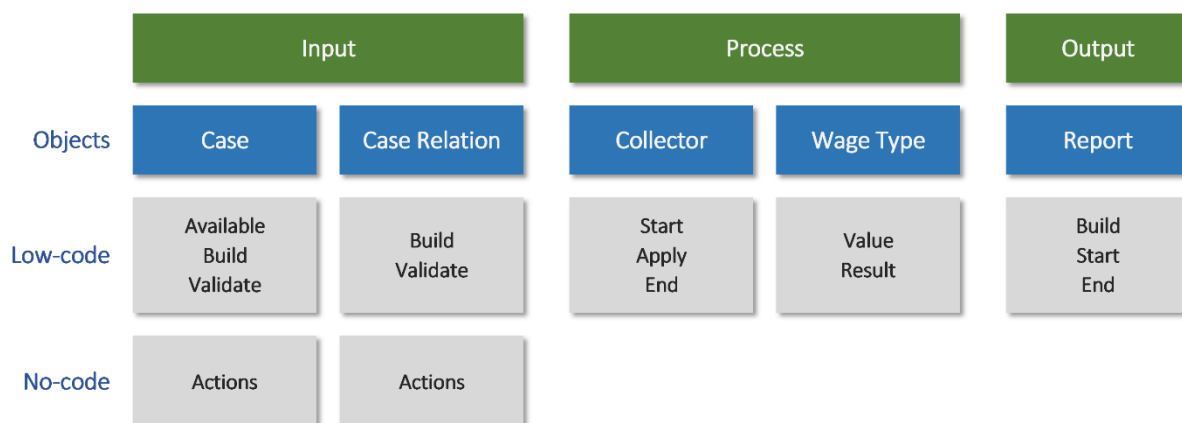 Input
Process
Output
Objects
Case
Case Relation
Collector
Wage Type
Report
Low-code
Available
Build
Validate
Build
Validate
Start
Apply
End
Value
Result
Build
Start
End
No-code
Actions
Actions